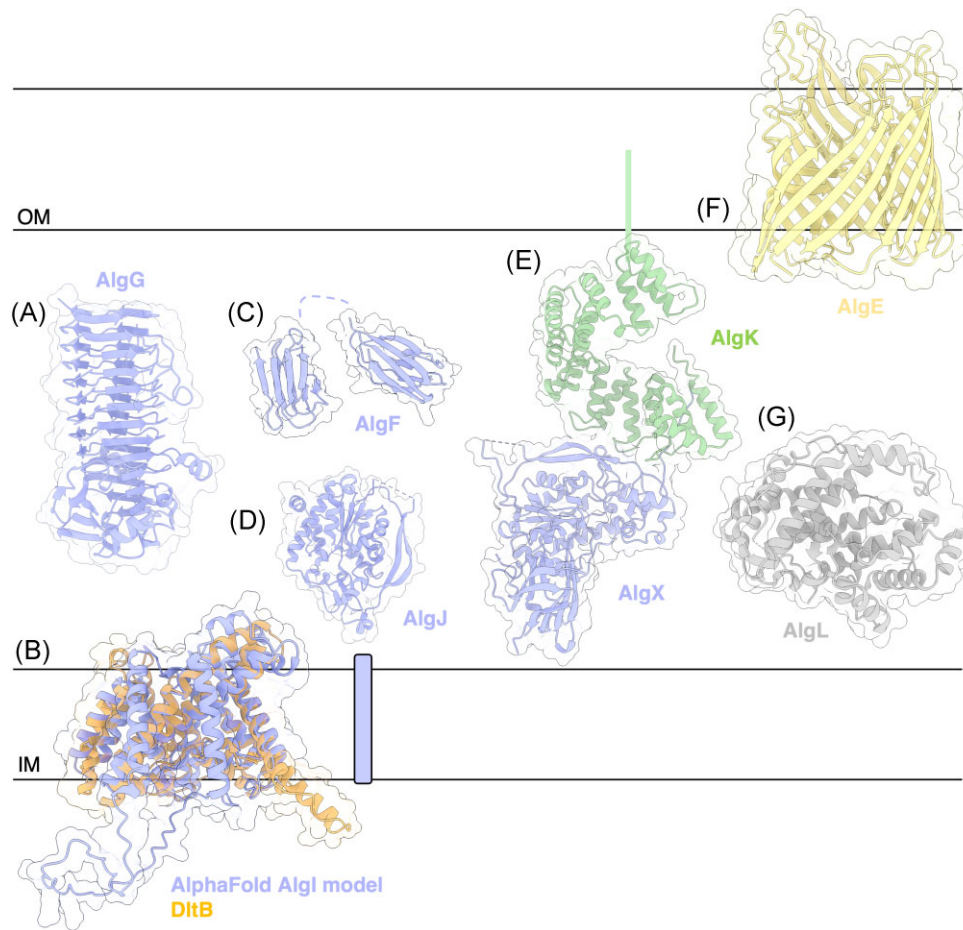 OM
(F)
(E)
AlgG
(A)
(C)
AlgE
AlgK
AlgF
(G)
(D)
AlgJ
AlgX
AlgL
(B)
IM
AlphaFold AlgI model
DltB